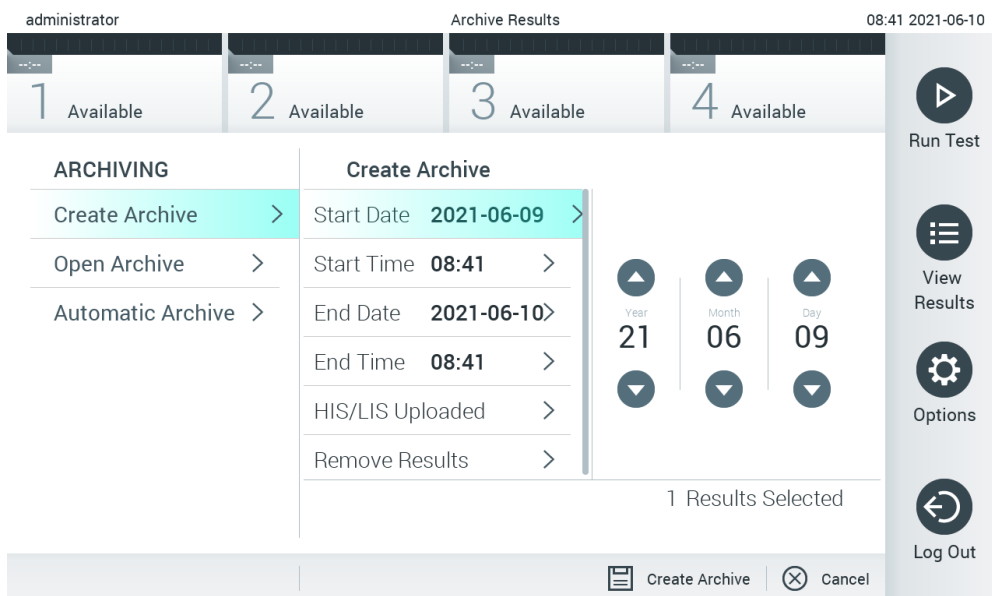 administrator Archive Results 08:41 2021-06-10
--:-- --:-- --:-- --:--
1 Available 2 Available 3 Available 4 Available
Run Test
ARCHIVING
Create Archive
Open Archive
Automatic Archive
Create Archive
Start Date 2021-06-09
Start Time 08:41
End Date 2021-06-10
End Time 08:41
HIS/LIS Uploaded
Remove Results
Year Month Day
21 06 09
1 Results Selected
View
Results
Options
Log Out
Create Archive Cancel